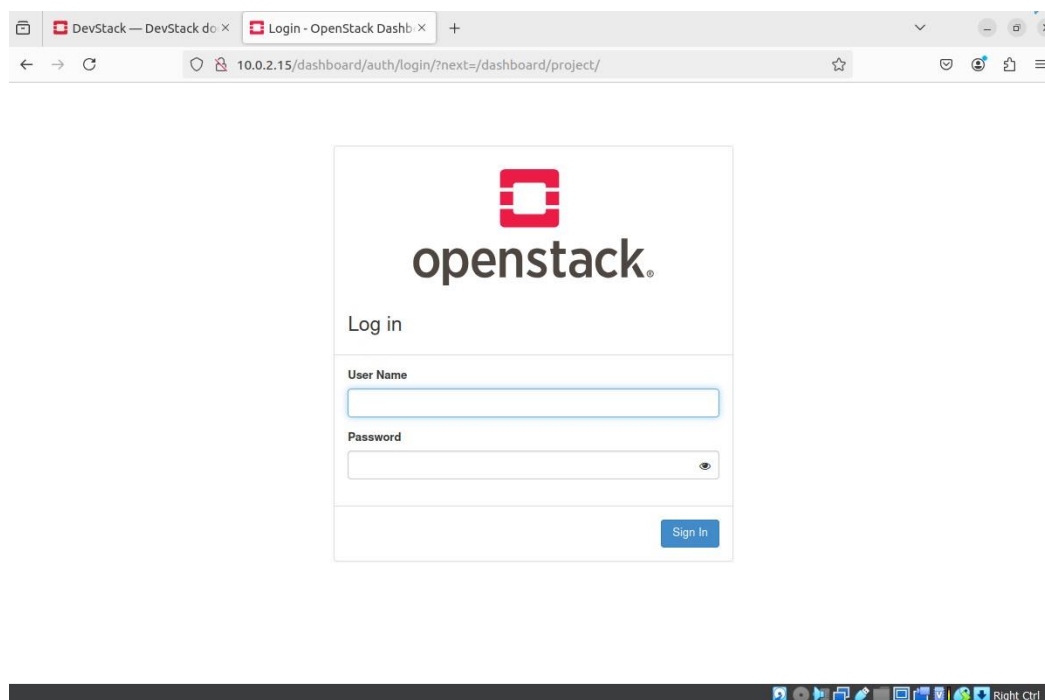 DevStack — DevStack do
Login - OpenStack Dashb
10.0.2.15/dashboard/auth/login/?next=/dashboard/project/
openstack.
Log in
User Name
Password
Sign In
Right Ctrl